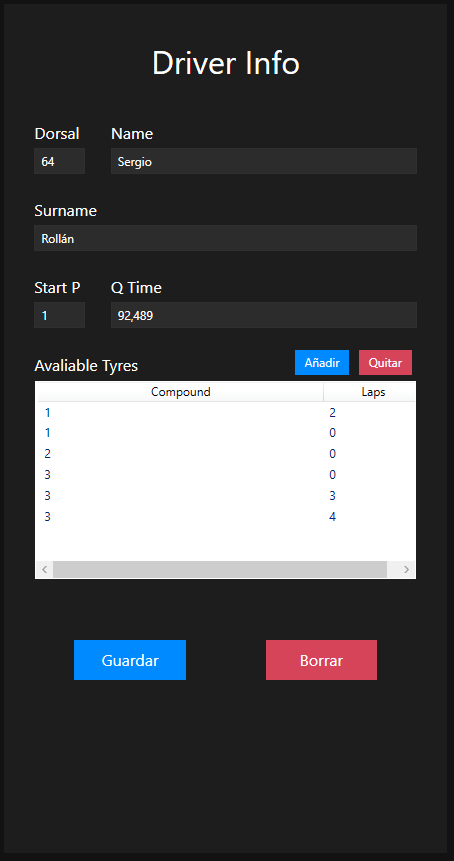 Driver Info
Dorsal Name
64 Sergio
Surname
Rollán
Start P Q Time
1 92,489
Avaliable Tyres Añadir Quitar
Compound Laps
1 2
1 0
2 0
3 0
3 3
3 4
Guardar Borrar